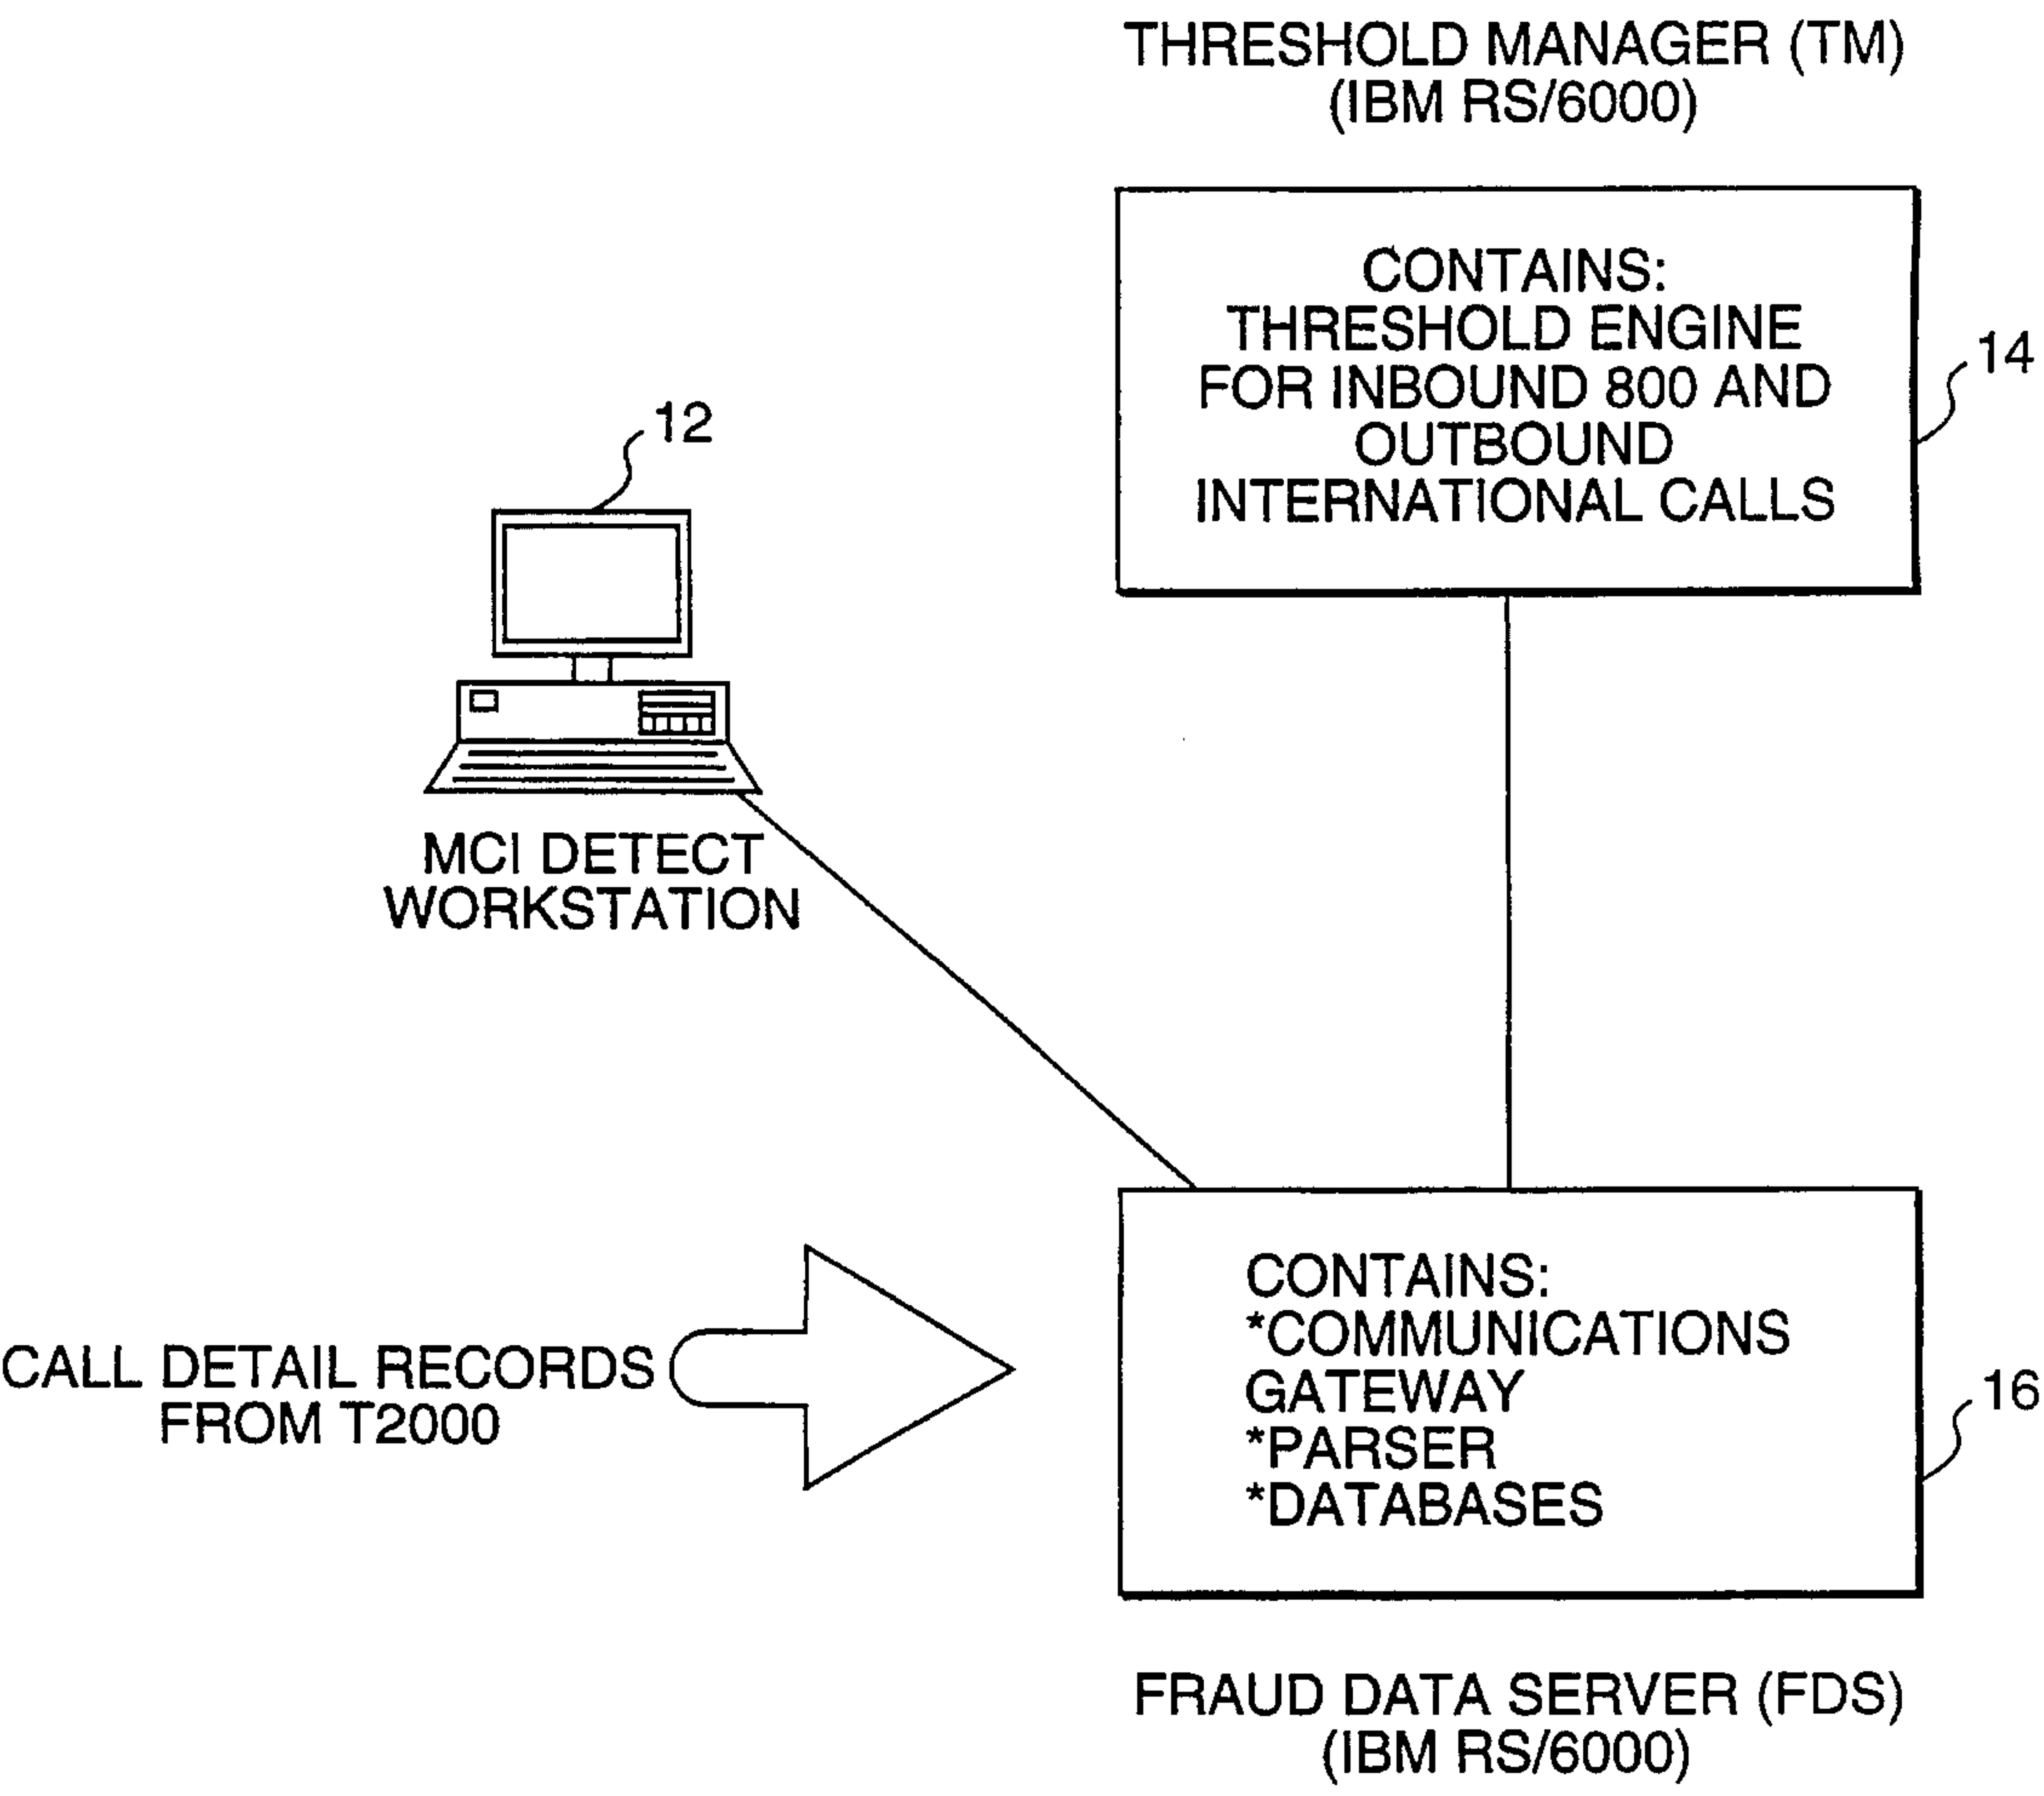 THRESHOLD MANAGER (TM)
(IBM RS/6000)
CONTAINS:
THRESHOLD ENGINE
FOR INBOUND 800 AND
OUTBOUND
INTERNATIONAL CALLS
14
12
MCI DETECT
WORKSTATION
CALL DETAIL RECORDS
FROM T2000
CONTAINS:
*COMMUNICATIONS
GATEWAY
*PARSER
*DATABASES
16
FRAUD DATA SERVER (FDS)
(IBM RS/6000)